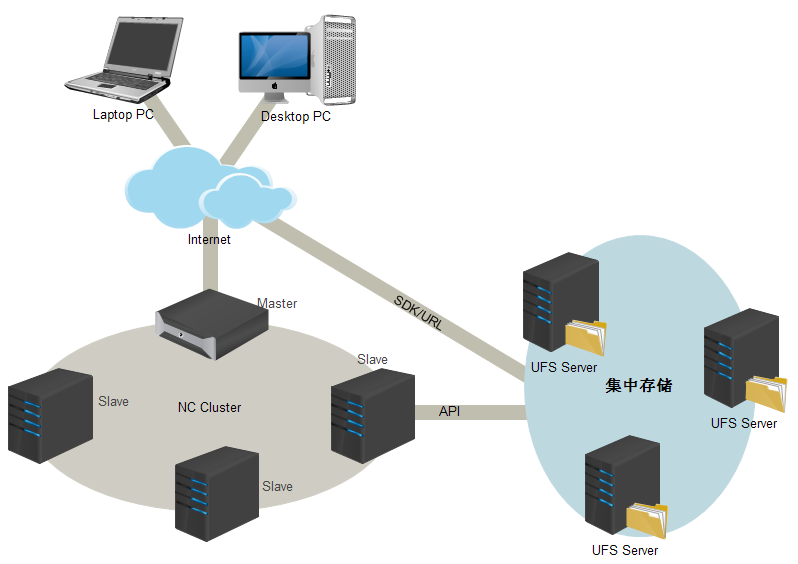 Laptop PC
Desktop PC
Internet
Master
SDK/URL
Slave
Slave
NC Cluster
API
Slave
UFS Server
集中存储
UFS Server
UFS Server